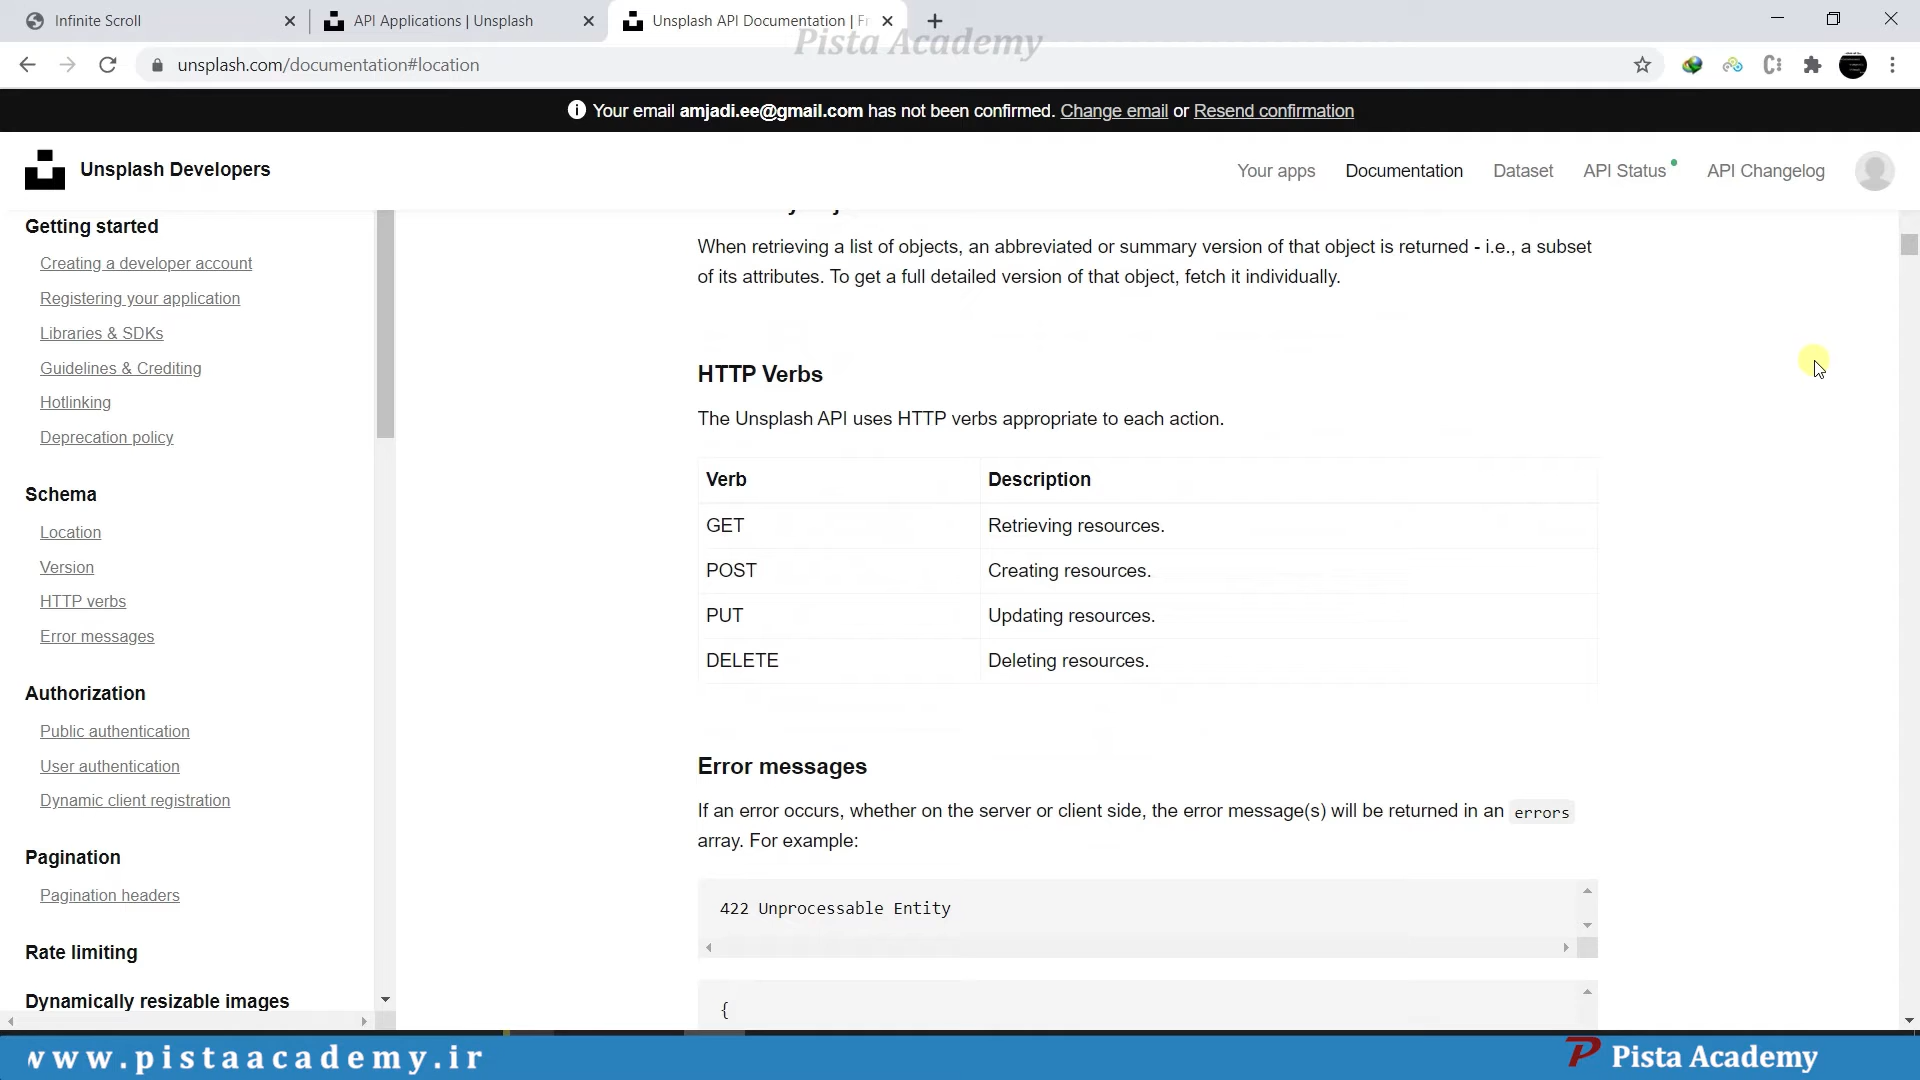 Infinite Scroll
API Applications | Unsplash
Unsplash API Documentation | Fr
Pista Academy
unsplash.com/documentation#location
Your email amjadi.ee@gmail.com has not been confirmed. Change email or Resend confirmation
Unsplash Developers
Your apps
Documentation
Dataset
API Status
API Changelog
Getting started
Creating a developer account
Registering your application
Libraries & SDKs
Guidelines & Crediting
Hotlinking
Deprecation policy
Schema
Location
Version
HTTP verbs
Error messages
Authorization
Public authentication
User authentication
Dynamic client registration
Pagination
Pagination headers
Rate limiting
Dynamically resizable images
When retrieving a list of objects, an abbreviated or summary version of that object is returned - i.e., a subset
of its attributes. To get a full detailed version of that object, fetch it individually.
HTTP Verbs
The Unsplash API uses HTTP verbs appropriate to each action.
Verb Description
GET Retrieving resources.
POST Creating resources.
PUT Updating resources.
DELETE Deleting resources.
Error messages
If an error occurs, whether on the server or client side, the error message(s) will be returned in an errors
array. For example:
422 Unprocessable Entity
{
www.pistaacademy.ir
Pista Academy